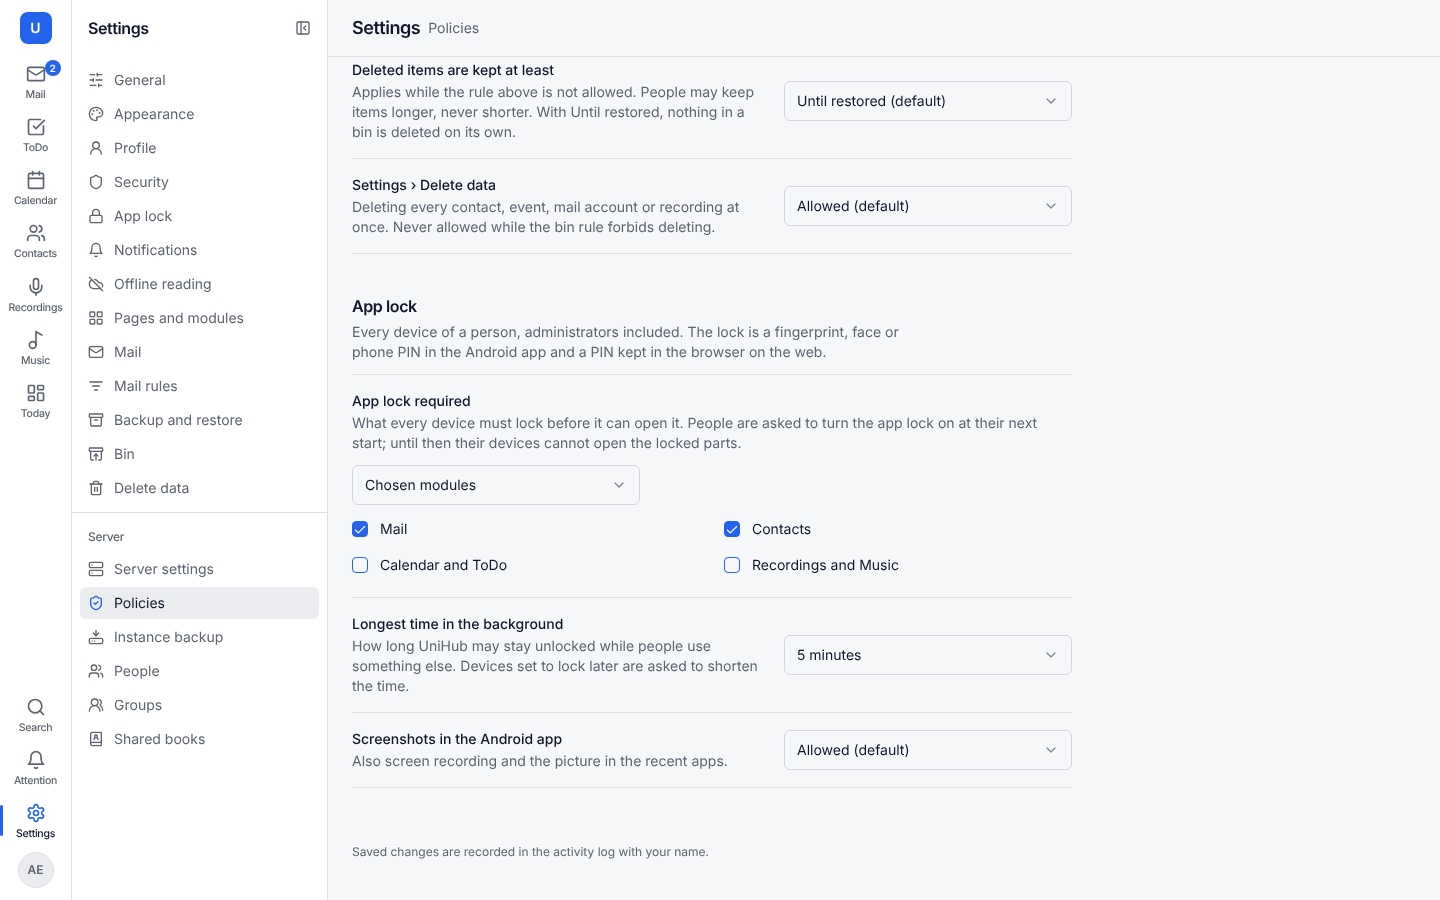 U
Mail
2
ToDo
Calendar
Contacts
Recordings
Music
Today
Search
Attention
Settings
AE
Settings
General
Appearance
Profile
Security
App lock
Notifications
Offline reading
Pages and modules
Mail
Mail rules
Backup and restore
Bin
Delete data
Server
Server settings
Policies
Instance backup
People
Groups
Shared books
Settings Policies
Deleted items are kept at least
Applies while the rule above is not allowed. People may keep
items longer, never shorter. With Until restored, nothing in a
bin is deleted on its own.
Until restored (default)
Settings › Delete data
Deleting every contact, event, mail account or recording at
once. Never allowed while the bin rule forbids deleting.
Allowed (default)
App lock
Every device of a person, administrators included. The lock is a fingerprint, face or
phone PIN in the Android app and a PIN kept in the browser on the web.
App lock required
What every device must lock before it can open it. People are asked to turn the app lock on at their next
start; until then their devices cannot open the locked parts.
Chosen modules
Mail
Contacts
Calendar and ToDo
Recordings and Music
Longest time in the background
How long UniHub may stay unlocked while people use
something else. Devices set to lock later are asked to shorten
the time.
5 minutes
Screenshots in the Android app
Also screen recording and the picture in the recent apps.
Allowed (default)
Saved changes are recorded in the activity log with your name.